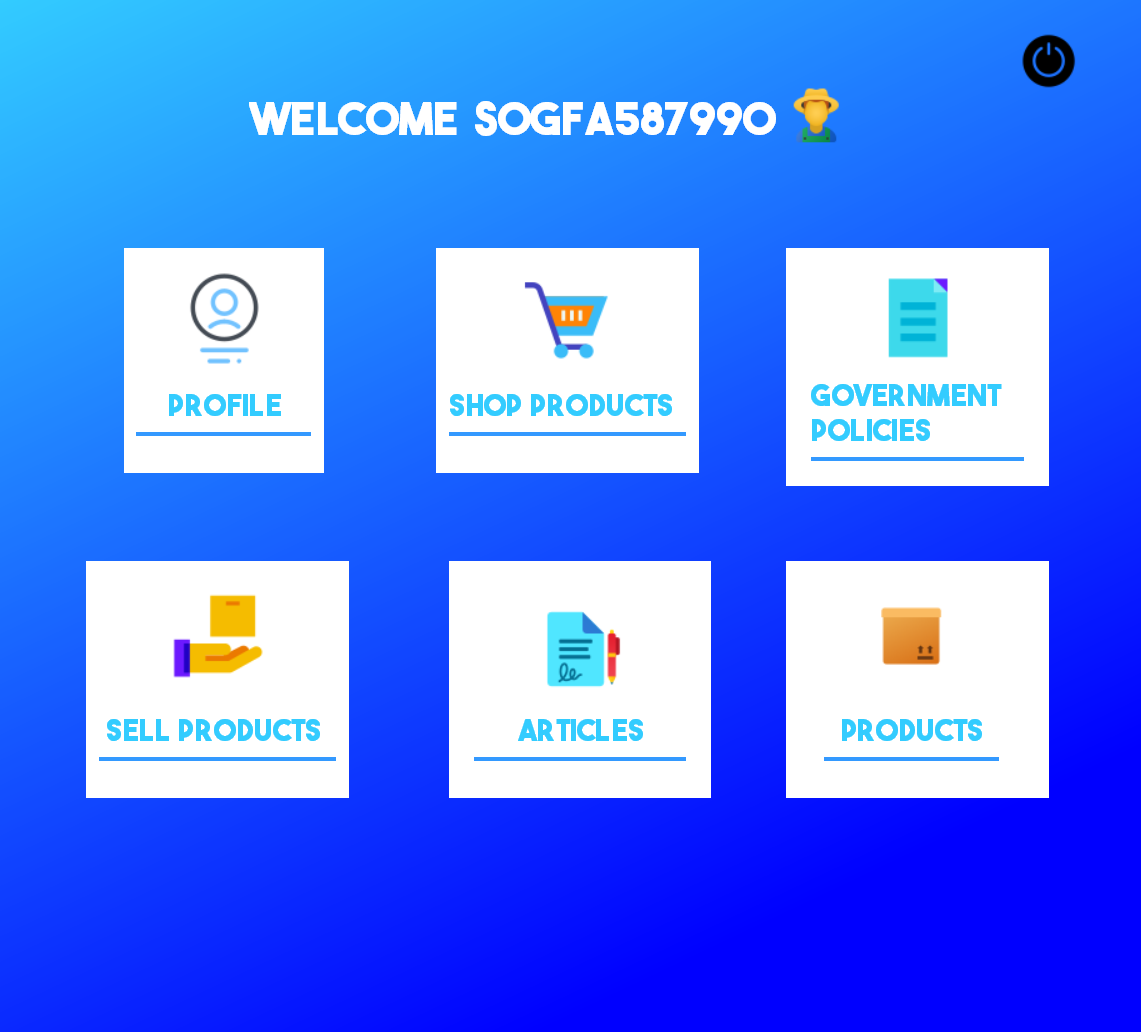 WELCOME SOGFA587990
PROFILE
SHOP PRODUCTS
GOVERNMENT
POLICIES
SELL PRODUCTS
ARTICLES
PRODUCTS